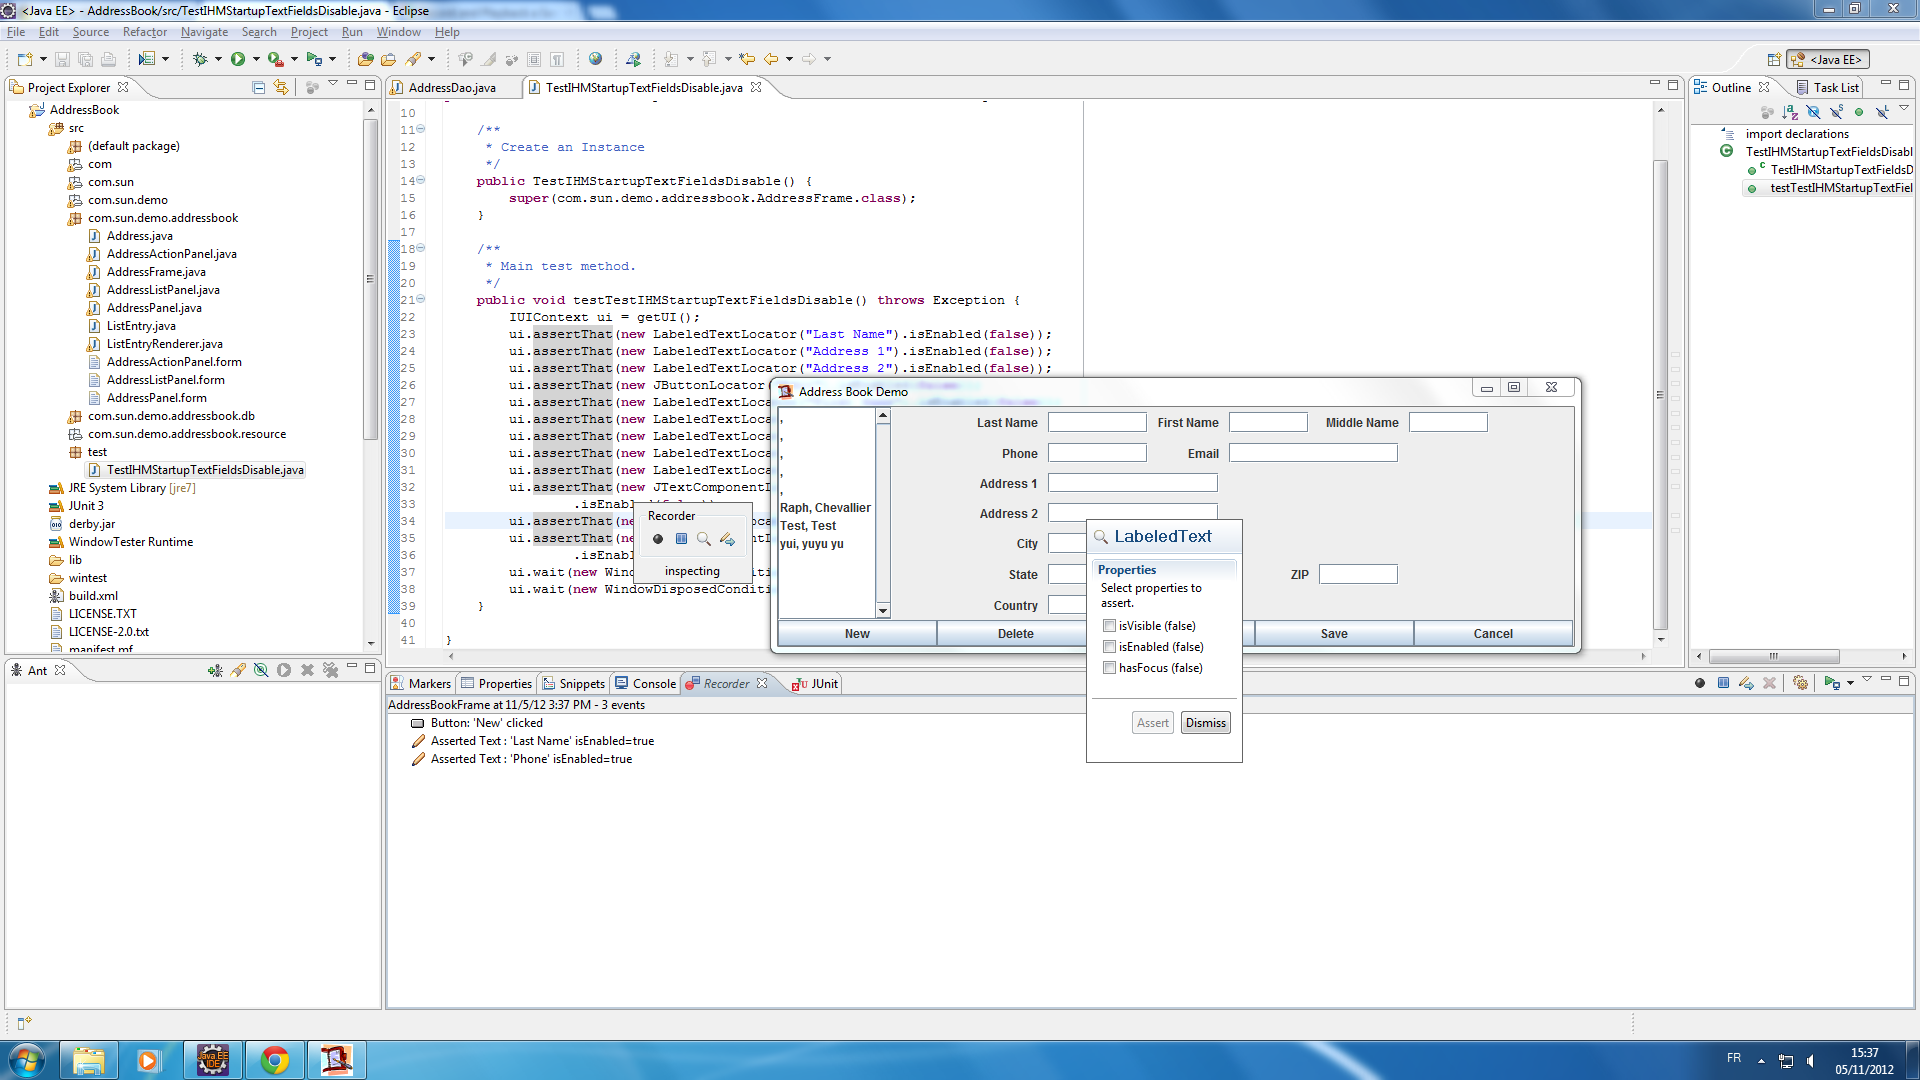 <Java EE> - AddressBook/src/TestIHMStartupTextFieldsDisable.java - Eclipse
File Edit Source Refactor Navigate Search Project Run Window Help
<Java EE>
Project Explorer
AddressBook
src
(default package)
com
com.sun
com.sun.demo
com.sun.demo.addressbook
Address.java
AddressActionPanel.java
AddressFrame.java
AddressListPanel.java
AddressPanel.java
ListEntry.java
ListEntryRenderer.java
AddressActionPanel.form
AddressListPanel.form
AddressPanel.form
com.sun.demo.addressbook.db
com.sun.demo.addressbook.resource
test
TestIHMStartupTextFieldsDisable.java
JRE System Library [jre7]
JUnit 3
derby.jar
WindowTester Runtime
lib
wintest
build.xml
LICENSE.TXT
LICENSE-2.0.txt
manifest.mf
Ant
AddressDao.java
TestIHMStartupTextFieldsDisable.java
10
11 /**
12 * Create an Instance
13 */
14 public TestIHMStartupTextFieldsDisable() {
15 super(com.sun.demo.addressbook.AddressFrame.class);
16 }
17
18 /**
19 * Main test method.
20 */
21 public void testTestIHMStartupTextFieldsDisable() throws Exception {
22 IUIContext ui = getUI();
23 ui.assertThat(new LabeledTextLocator("Last Name").isEnabled(false));
24 ui.assertThat(new LabeledTextLocator("Address 1").isEnabled(false));
25 ui.assertThat(new LabeledTextLocator("Address 2").isEnabled(false));
26 ui.assertThat(new JButtonLocator
27 ui.assertThat(new LabeledTextLoca
28 ui.assertThat(new LabeledTextLoca
29 ui.assertThat(new LabeledTextLoca
30 ui.assertThat(new LabeledTextLoca
31 ui.assertThat(new LabeledTextLoca
32 ui.assertThat(new JTextComponentL
33 .isEnab
34 ui.assertThat(ne
35 ui.assertThat(ne
36 .isEnab
37 ui.wait(new Wind
38 ui.wait(new WindowDisposedConditi
39 }
40
41 }
Recorder
inspecting
Address Book Demo
,
,
,
,
,
Raph, Chevallier
Test, Test
yui, yuyu yu
Last Name First Name Middle Name
Phone Email
Address 1
Address 2
City
State ZIP
Country
New Delete Save Cancel
LabeledText
Properties
Select properties to
assert.
isVisible (false)
isEnabled (false)
hasFocus (false)
Assert Dismiss
Outline Task List
import declarations
TestIHMStartupTextFieldsDisabl
TestIHMStartupTextFieldsD
testTestIHMStartupTextFiel
Markers Properties Snippets Console Recorder JUnit
AddressBookFrame at 11/5/12 3:37 PM - 3 events
Button: 'New' clicked
Asserted Text : 'Last Name' isEnabled=true
Asserted Text : 'Phone' isEnabled=true
FR
15:37
05/11/2012